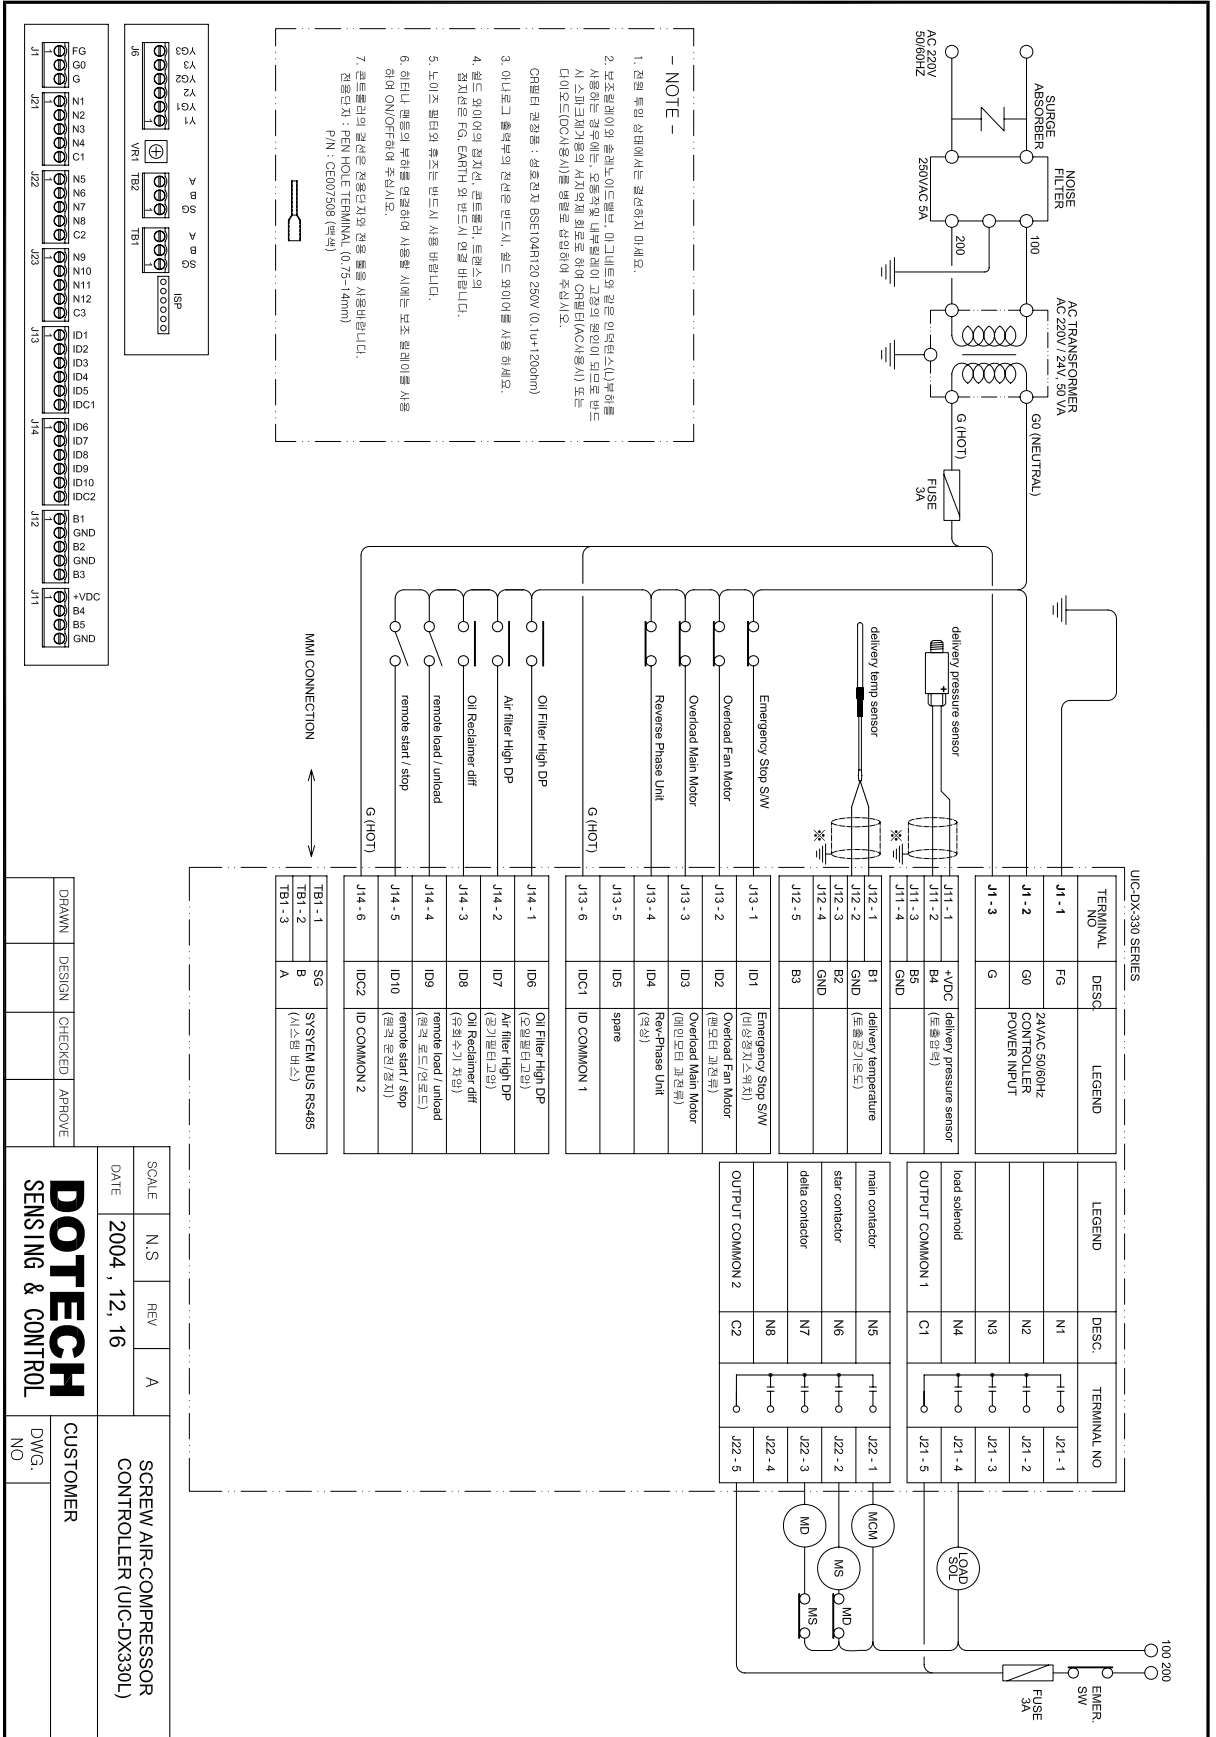 AC 220V
50/60HZ
SURGE
ABSORBER
NOISE
FILTER
250VAC 5A
100
200
AC TRANSFORMER
AC 220V / 24V, 50 VA
G0 (NEUTRAL)
G (HOT)
FUSE
3A
- NOTE -
1. 전원 투입 상태에서는 결선하지 마세요.
2. 보조릴레이와 솔레노이드밸브, 마그네트와 같은 인덕턴스(L)부하를
사용하는 경우에는, 오동작및 내부릴레이 고장의 원인이 되므로 반드
시 스파크제거용의 서지억제 회로로 하여 CR필터(AC사용시) 또는
다이오드(DC사용시)를 병렬로 삽입하여 주십시오.
CR필터 권장품 : 성호전자 BSE104R120 250V (0.1u+120ohm)
3. 아나로그 출력부의 전선은 반드시, 쉴드 와이어를 사용 하세요.
4. 쉴드 와이어의 접지선, 콘트롤러, 트랜스의
접지선은 FG, EARTH 와 반드시 연결 바랍니다.
5. 노이즈 필터와 휴즈는 반드시 사용 바랍니다.
6. 히터나 팬등의 부하를 연결하여 사용할 시에는 보조 릴레이를 사용
하여 ON/OFF하여 주십시오.
7. 콘트롤러의 결선은 전용단자와 전용 툴을 사용바랍니다.
전용단자 : PEN HOLE TERMINAL (0.75-14mm)
P/N : CE007508 백색)
YG3 Y3 YG2 Y2 YG1 Y1
J6 1
VR1
A B SG
TB2 1
A B SG
TB1 1
ISP
FG G0 G
J1 1
N1 N2 N3 N4 C1
J21 1
N5 N6 N7 N8 C2
J22 1
N9 N10 N11 N12 C3
J23 1
ID1 ID2 ID3 ID4 ID5 IDC1
J13 1
ID6 ID7 ID8 ID9 ID10 IDC2
J14 1
B1 GND B2 GND B3
J12 1
+VDC B4 B5 GND
J11 1
delivery pressure sensor
+
※
delivery temp sensor
※
Emergency Stop S/W
Overload Fan Motor
Overload Main Motor
Reverse Phase Unit
G (HOT)
Oil Filter High DP
Air filter High DP
Oil Reclaimer diff
remote load / unload
remote start / stop
G (HOT)
MMI CONNECTION
UIC-DX-330 SERIES
TERMINAL NO DESC. LEGEND
J1 - 1 FG
J1 - 2 G0
J1 - 3 G
24VAC 50/60Hz
CONTROLLER
POWER INPUT
J11 - 1 +VDC delivery pressure sensor
J11 - 2 B4 (토출압력)
J11 - 3 B5
J11 - 4 GND
J12 - 1 B1 delivery temperature
J12 - 2 GND (토출공기온도)
J12 - 3 B2
J12 - 4 GND
J12 - 5 B3
J13 - 1 ID1 Emergency Stop S/W
(비상정지스위치)
J13 - 2 ID2 Overload Fan Motor
(팬모터 과전류)
J13 - 3 ID3 Overload Main Motor
(메인모터 과전류)
J13 - 4 ID4 Rev-Phase Unit
(역상)
J13 - 5 ID5 spare
J13 - 6 IDC1 ID COMMON 1
J14 - 1 ID6 Oil Filter High DP
(오일필터고압)
J14 - 2 ID7 Air filter High DP
(공기필터고압)
J14 - 3 ID8 Oil Reclaimer diff
(유회수기 차압)
J14 - 4 ID9 remote load / unload
(원격 로드/언로드)
J14 - 5 ID10 remote start / stop
(원격 운전/정지)
J14 - 6 IDC2 ID COMMON 2
TB1 - 1 SG SYSYEM BUS RS485
TB1 - 2 B (시스템 버스)
TB1 - 3 A
LEGEND DESC. TERMINAL NO
N1 J21 - 1
N2 J21 - 2
N3 J21 - 3
load solenoid N4 J21 - 4
OUTPUT COMMON 1 C1 J21 - 5
main contactor N5 J22 - 1
star contactor N6 J22 - 2
delta contactor N7 J22 - 3
N8 J22 - 4
OUTPUT COMMON 2 C2 J22 - 5
LOAD
SOL
MCM
MS
MD
MD
MS
100 200
EMER.
SW
FUSE
3A
DRAWN DESIGN CHECKED APROVE
SCALE N.S REV A
DATE 2004 , 12, 16
DOTECH
SENSING & CONTROL
SCREW AIR-COMPRESSOR
CONTROLLER (UIC-DX330L)
CUSTOMER
DWG.
NO